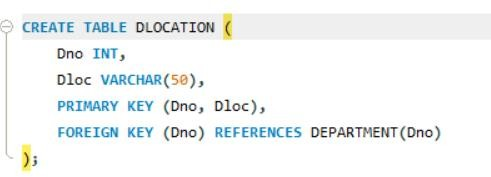 CREATE TABLE DLOCATION (
Dno INT,
Dloc VARCHAR(50),
PRIMARY KEY (Dno, Dloc),
FOREIGN KEY (Dno) REFERENCES DEPARTMENT(Dno)
);